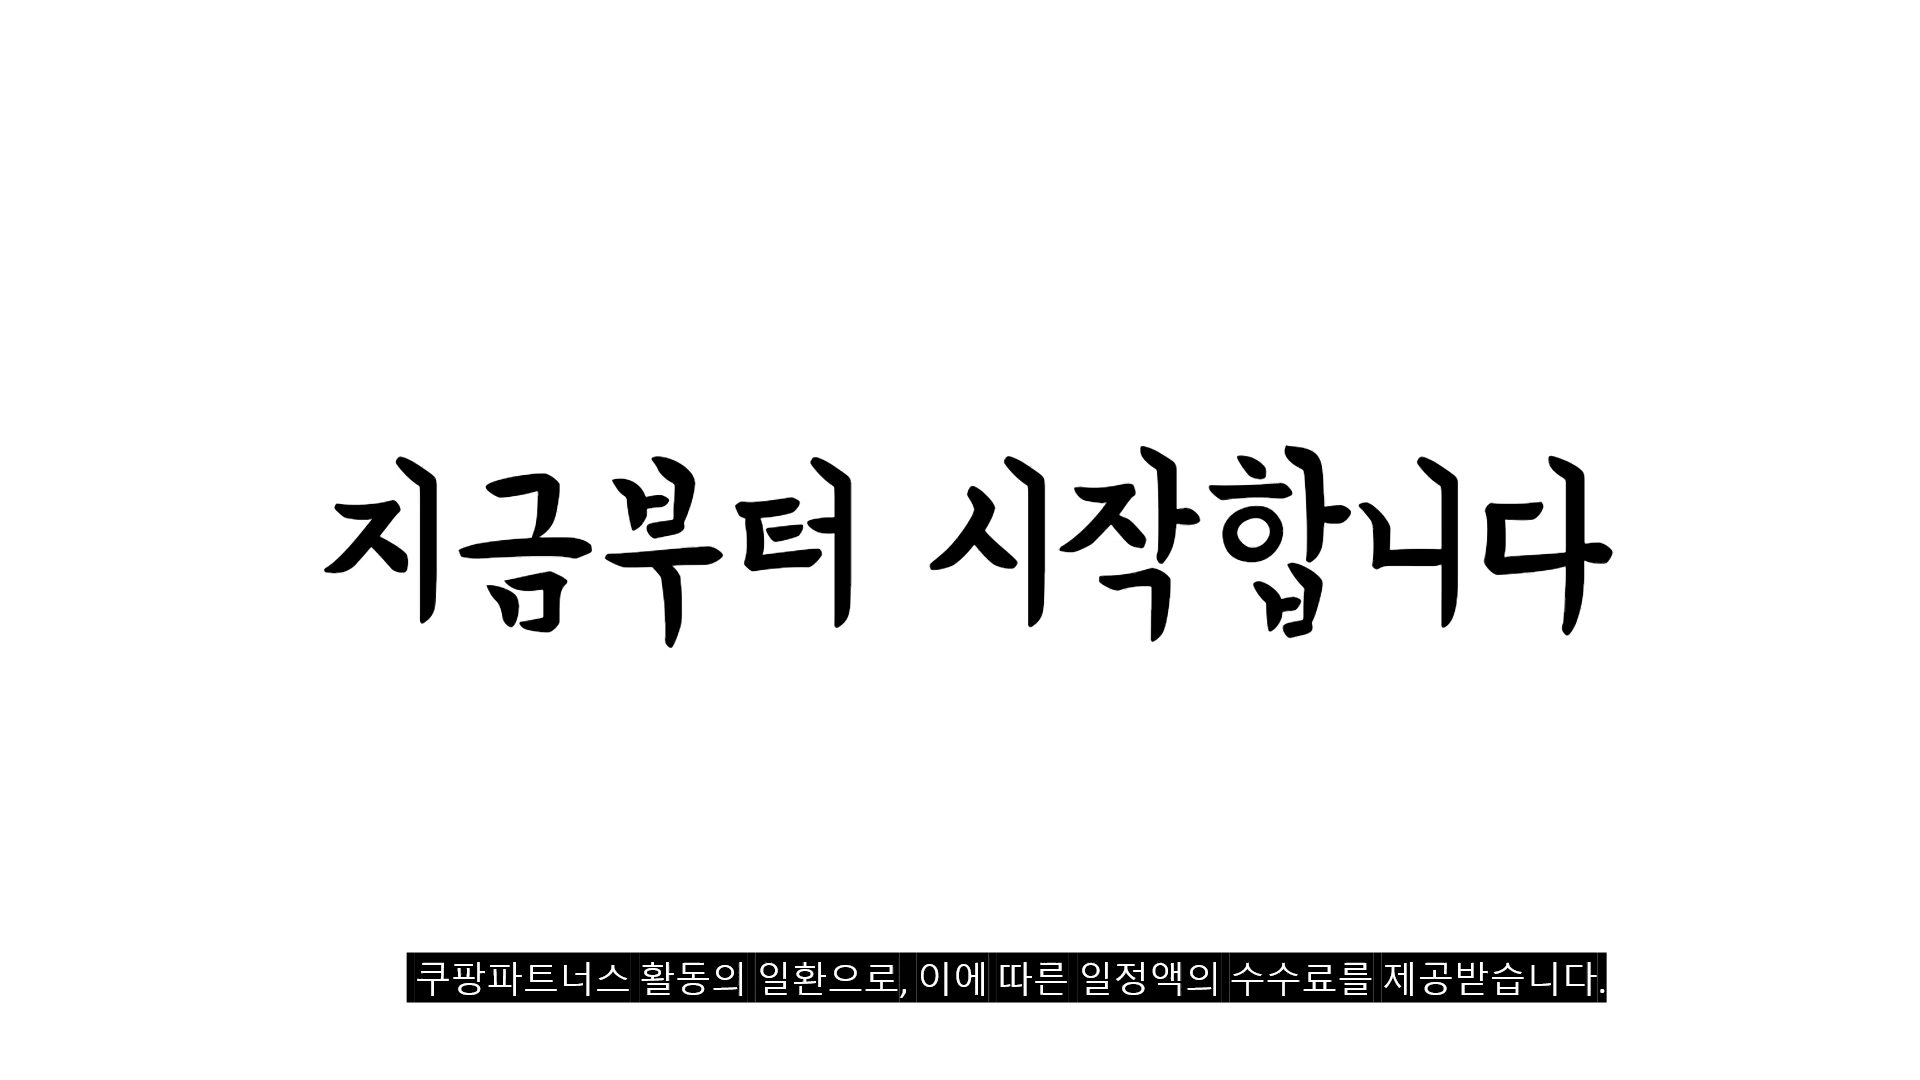 지금부터 시작합니다
쿠팡파트너스 활동의 일환으로, 이에 따른 일정액의 수수료를 제공받습니다.